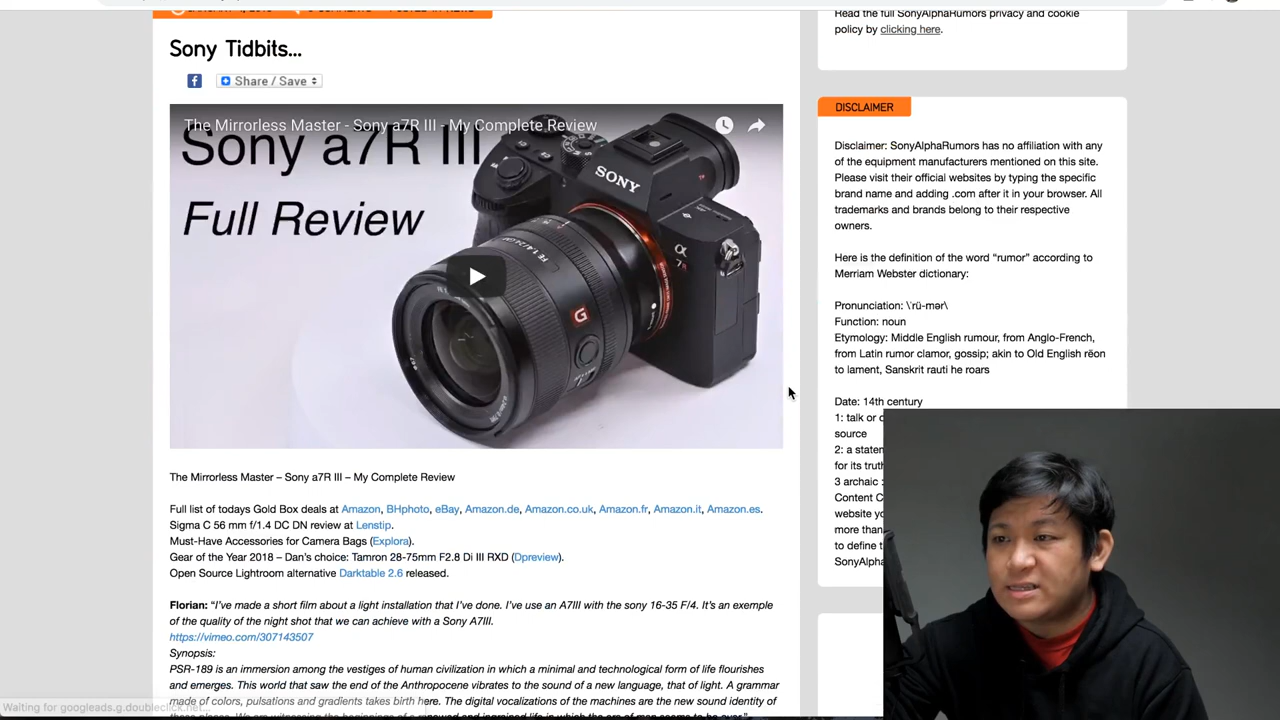 Sony Tidbits...
Share / Save
The Mirrorless Master - Sony a7R III - My Complete Review
Sony a7R III
Full Review
SONY
FE 1.4/24 GM
G
α
7R
The Mirrorless Master – Sony a7R III – My Complete Review
Full list of todays Gold Box deals at Amazon, BHphoto, eBay, Amazon.de, Amazon.co.uk, Amazon.fr, Amazon.it, Amazon.es.
Sigma C 56 mm f/1.4 DC DN review at Lenstip.
Must-Have Accessories for Camera Bags (Explora).
Gear of the Year 2018 – Dan's choice: Tamron 28-75mm F2.8 Di III RXD (Dpreview).
Open Source Lightroom alternative Darktable 2.6 released.
Florian: “I've made a short film about a light installation that I've done. I've use an A7III with the sony 16-35 F/4. It's an exemple
of the quality of the night shot that we can achieve with a Sony A7III.
https://vimeo.com/307143507
Synopsis:
PSR-189 is an immersion among the vestiges of human civilization in which a minimal and technological form of life flourishes
and emerges. This world that saw the end of the Anthropocene vibrates to the sound of a new language, that of light. A grammar
made of colors, pulsations and gradients takes birth here. The digital vocalizations of the machines are the new sound identity of
Waiting for googleads.g.doubleclick.net...
Read the full SonyAlphaRumors privacy and cookie
policy by clicking here.
DISCLAIMER
Disclaimer: SonyAlphaRumors has no affiliation with any
of the equipment manufacturers mentioned on this site.
Please visit their official websites by typing the specific
brand name and adding .com after it in your browser. All
trademarks and brands belong to their respective
owners.
Here is the definition of the word “rumor” according to
Merriam Webster dictionary:
Pronunciation: \ˈrü-mər\
Function: noun
Etymology: Middle English rumour, from Anglo-French,
from Latin rumor clamor, gossip; akin to Old English rēon
to lament, Sanskrit rauti he roars
Date: 14th century
1: talk or
source
2: a staten
for its truth
3 archaic :
Content C
website yo
more than
to define t
SonyAlpha